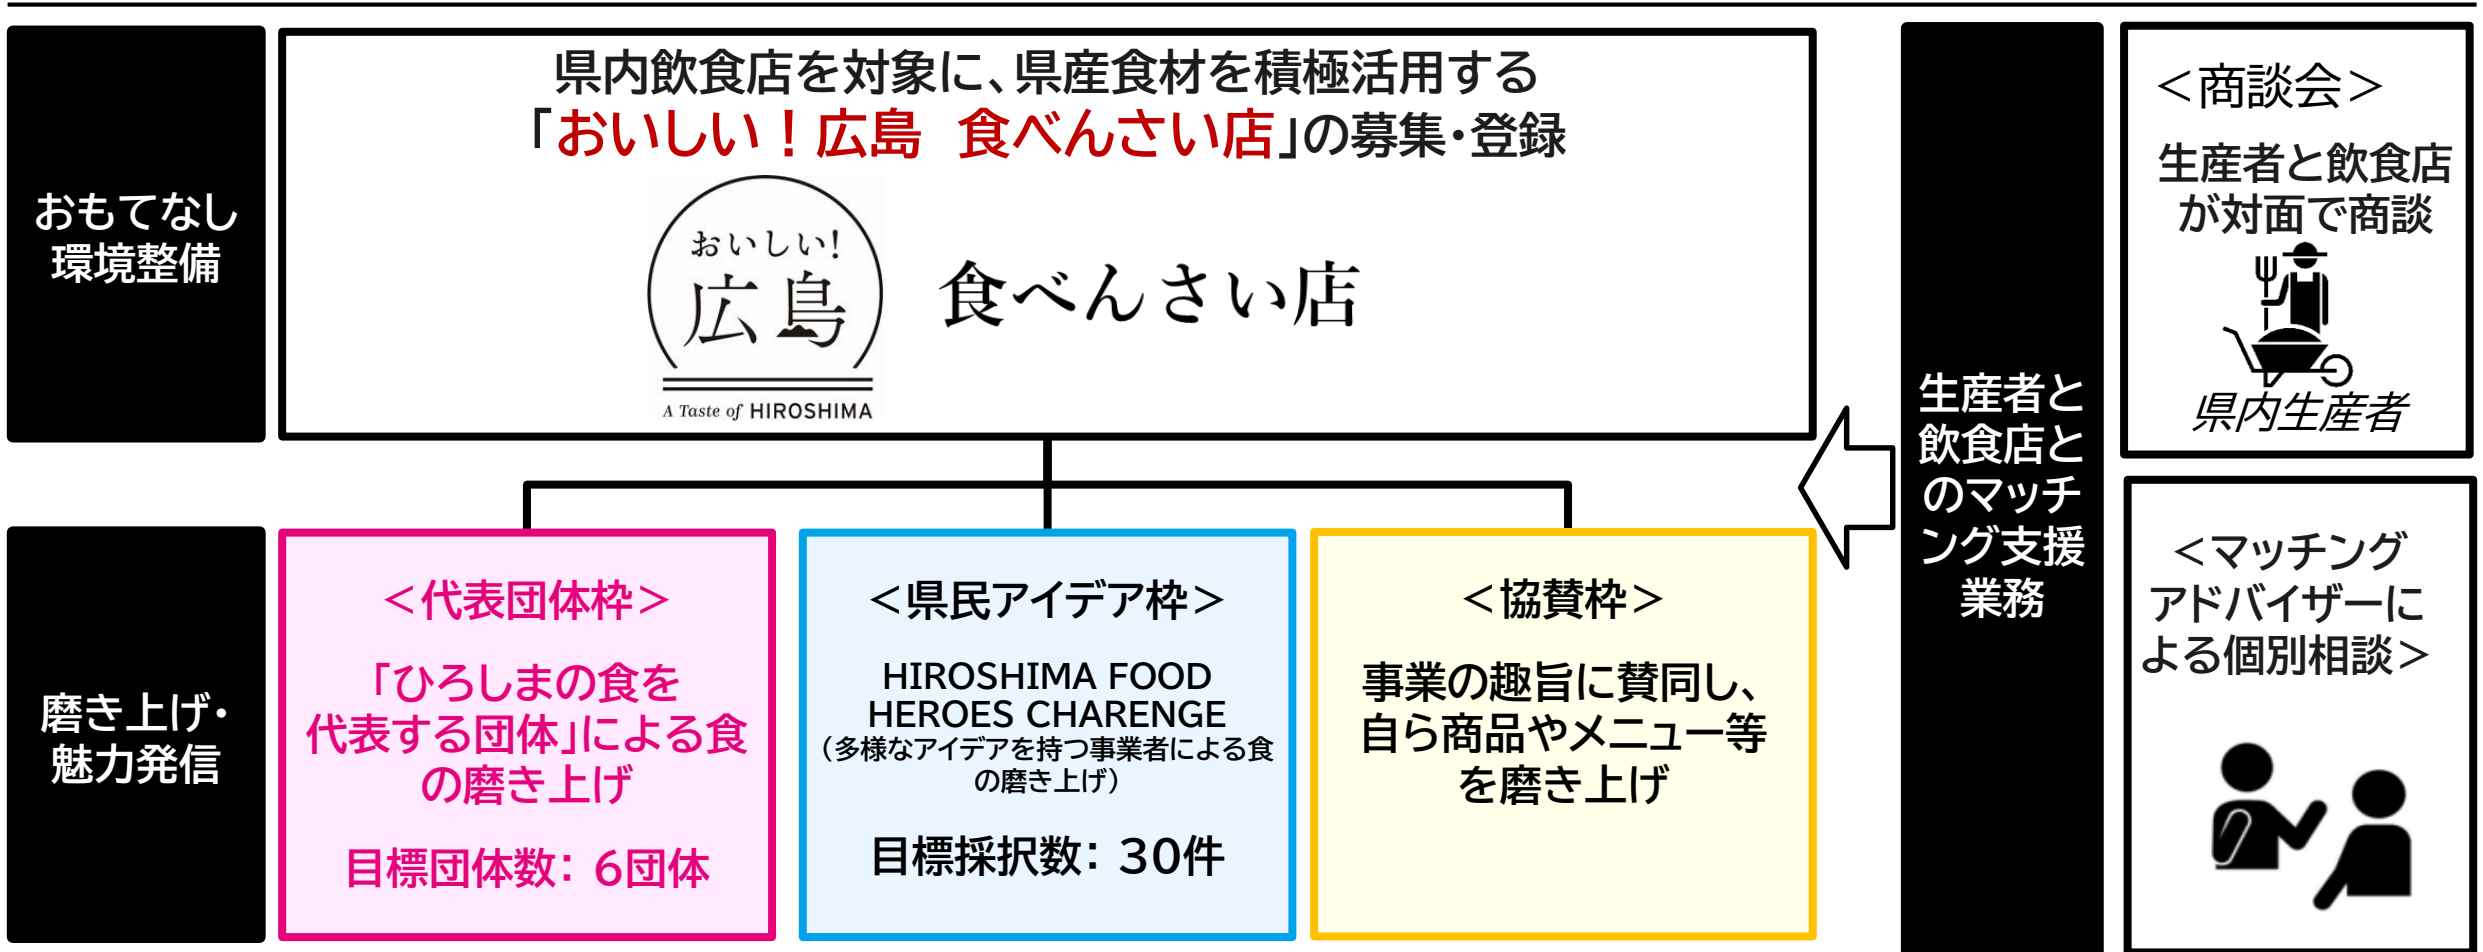 おもてなし
環境整備
県内飲食店を対象に、県産食材を積極活用する
「おいしい！広島　食べんさい店」の募集・登録
おいしい！
広島
A Taste of HIROSHIMA
食べんさい店
磨き上げ・
魅力発信
＜代表団体枠＞
「ひろしまの食を
代表する団体」による食
の磨き上げ
目標団体数：6団体
＜県民アイデア枠＞
HIROSHIMA FOOD
HEROES CHARENGE
（多様なアイデアを持つ事業者による食
の磨き上げ）
目標採択数：30件
＜協賛枠＞
事業の趣旨に賛同し、
自ら商品やメニュー等
を磨き上げ
生産者と
飲食店と
のマッチ
ング支援
業務
＜商談会＞
生産者と飲食店
が対面で商談
県内生産者
＜マッチング
アドバイザーに
よる個別相談＞